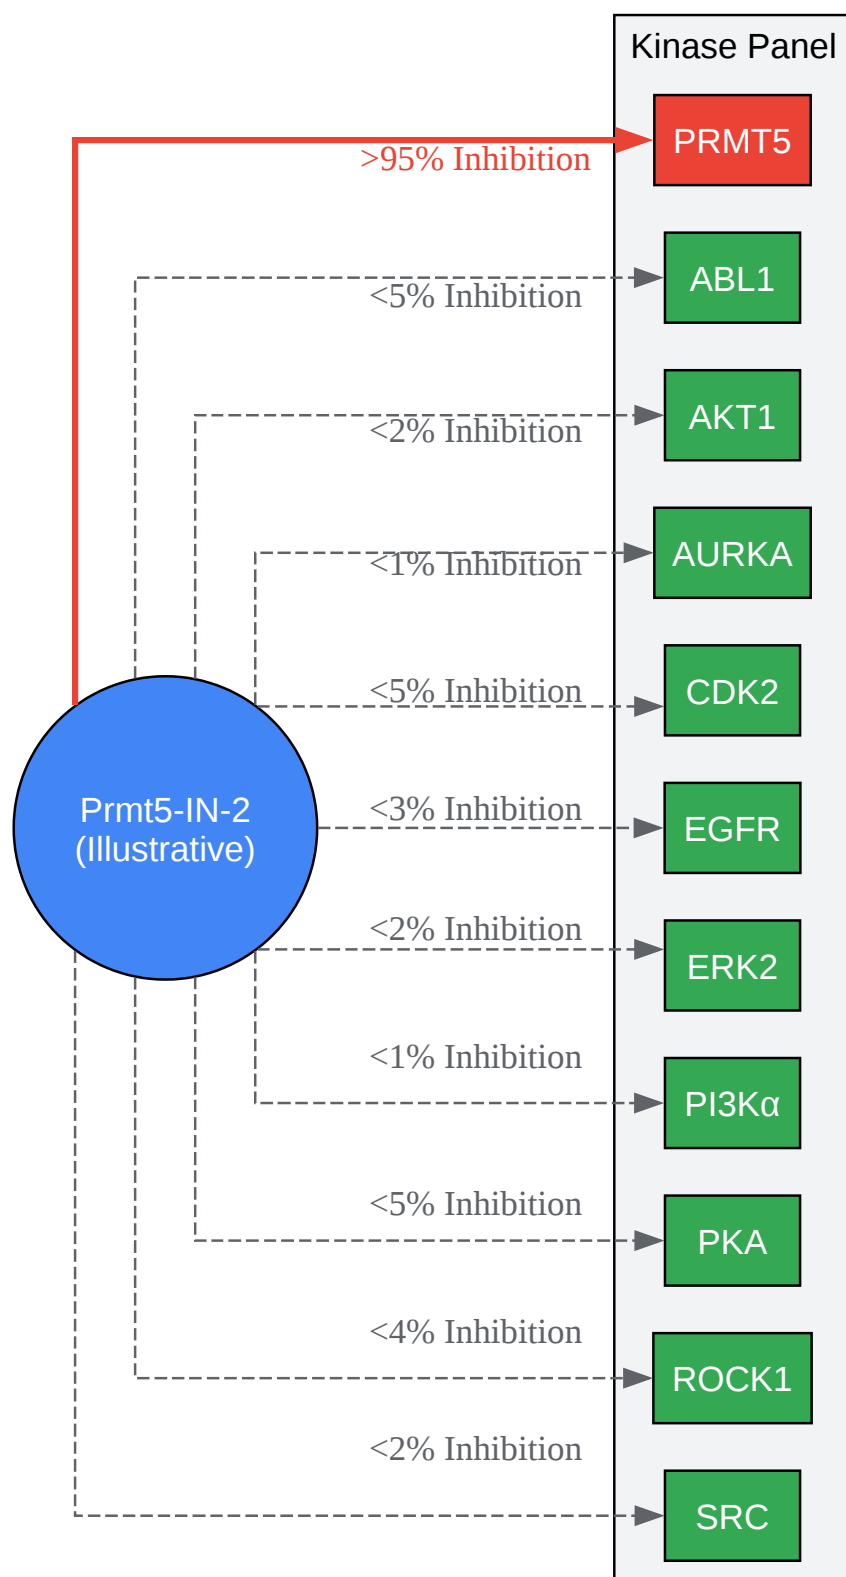 Kinase Panel
PRMT5
>95% Inhibition
ABL1
<5% Inhibition
AKT1
<2% Inhibition
AURKA
<1% Inhibition
CDK2
<5% Inhibition
Prmt5-IN-2
(Illustrative)
<3% Inhibition
EGFR
<2% Inhibition
ERK2
<1% Inhibition
PI3Kα
<5% Inhibition
PKA
<4% Inhibition
ROCK1
<2% Inhibition
SRC